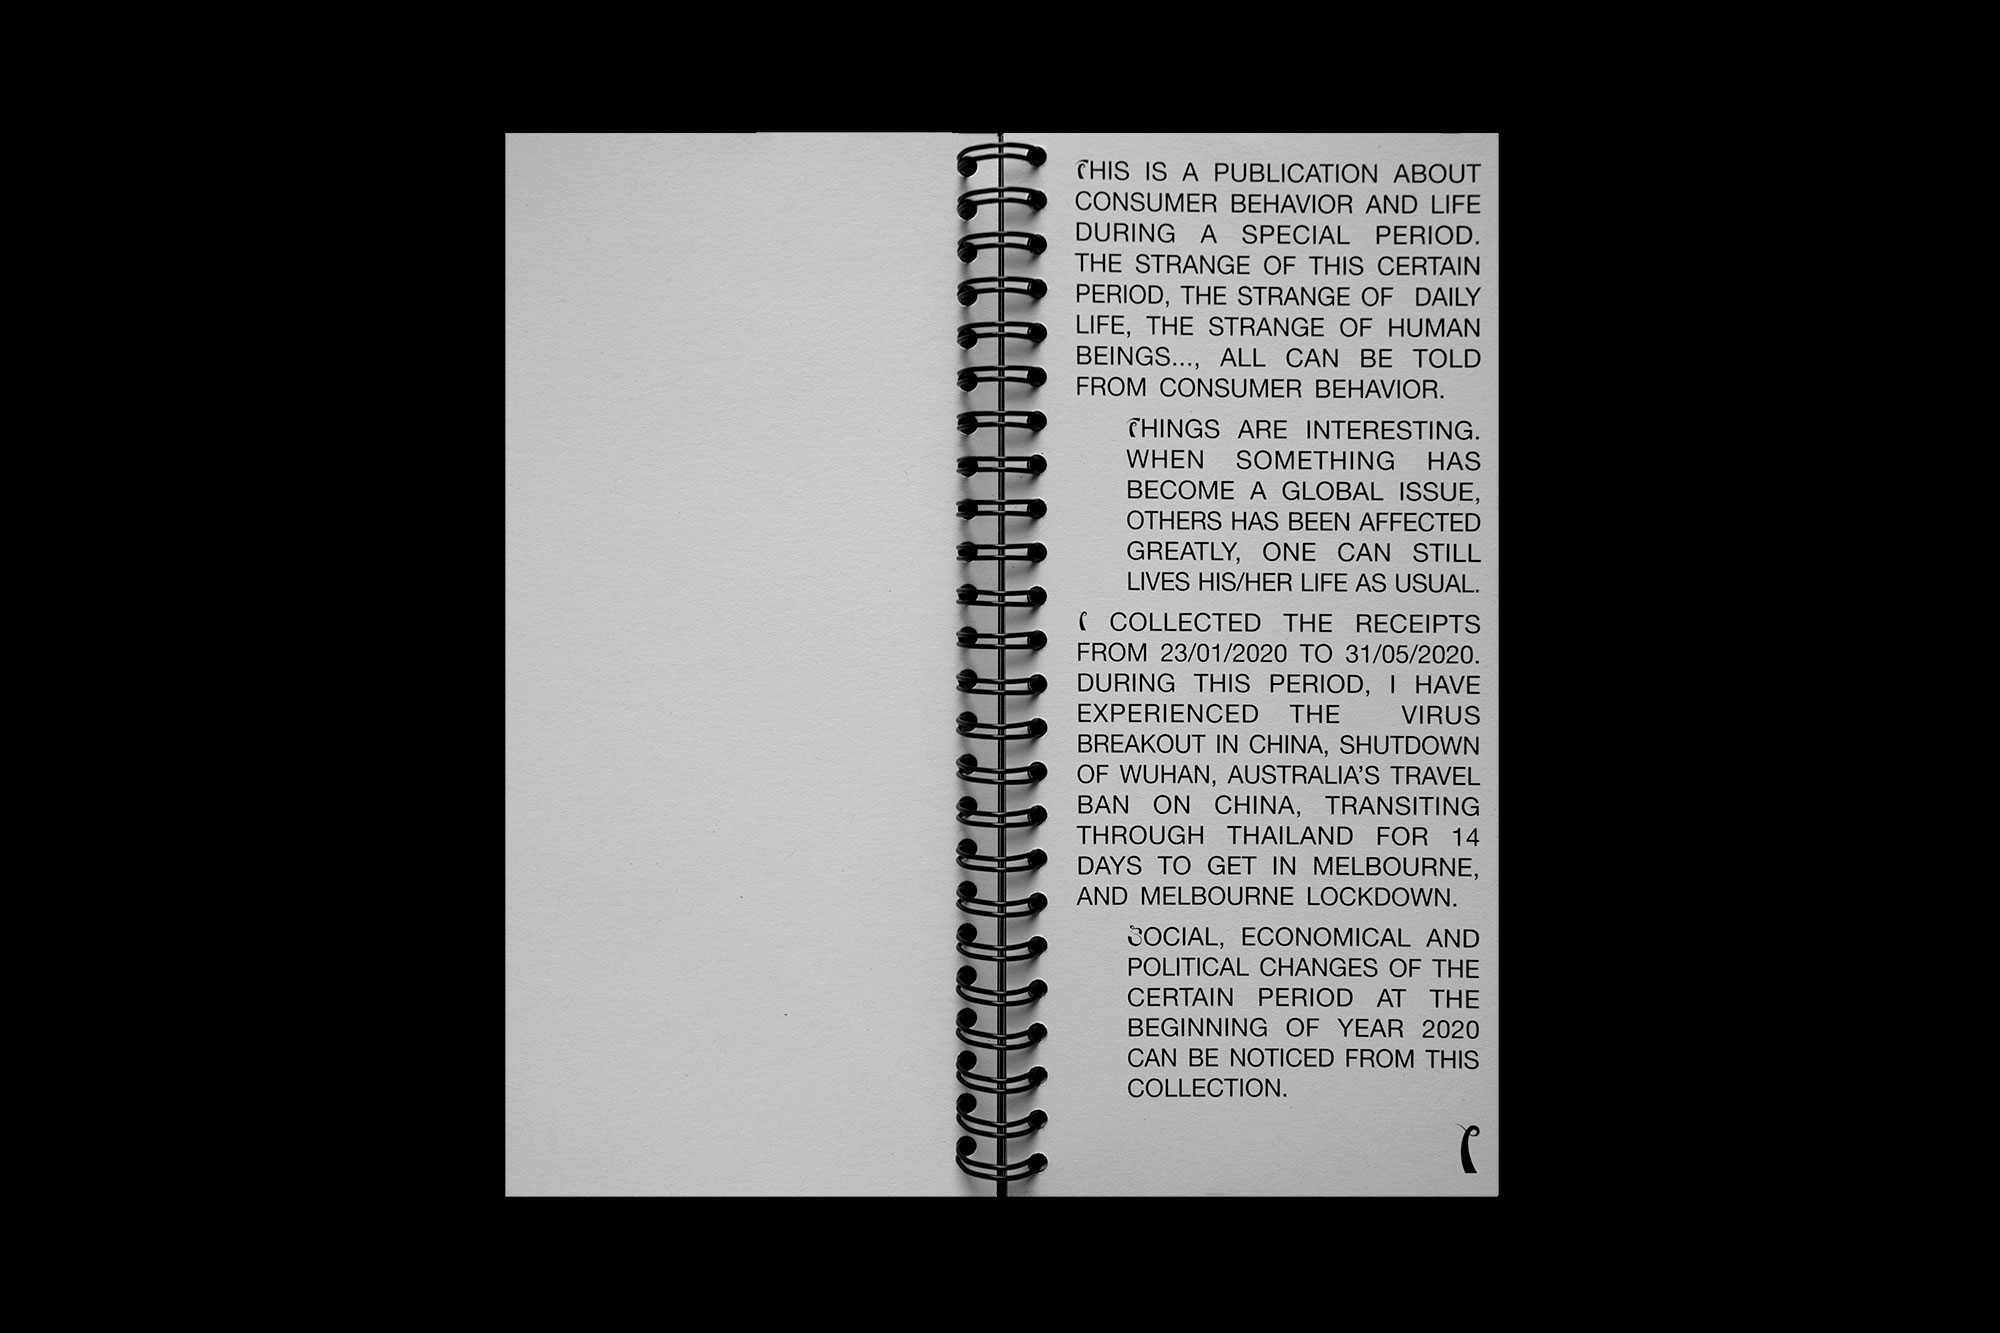 THIS IS A PUBLICATION ABOUT
CONSUMER BEHAVIOR AND LIFE
DURING A SPECIAL PERIOD.
THE STRANGE OF THIS CERTAIN
PERIOD, THE STRANGE OF DAILY
LIFE, THE STRANGE OF HUMAN
BEINGS..., ALL CAN BE TOLD
FROM CONSUMER BEHAVIOR.
THINGS ARE INTERESTING.
WHEN SOMETHING HAS
BECOME A GLOBAL ISSUE,
OTHERS HAS BEEN AFFECTED
GREATLY, ONE CAN STILL
LIVES HIS/HER LIFE AS USUAL.
I COLLECTED THE RECEIPTS
FROM 23/01/2020 TO 31/05/2020.
DURING THIS PERIOD, I HAVE
EXPERIENCED THE VIRUS
BREAKOUT IN CHINA, SHUTDOWN
OF WUHAN, AUSTRALIA'S TRAVEL
BAN ON CHINA, TRANSITING
THROUGH THAILAND FOR 14
DAYS TO GET IN MELBOURNE,
AND MELBOURNE LOCKDOWN.
SOCIAL, ECONOMICAL AND
POLITICAL CHANGES OF THE
CERTAIN PERIOD AT THE
BEGINNING OF YEAR 2020
CAN BE NOTICED FROM THIS
COLLECTION.